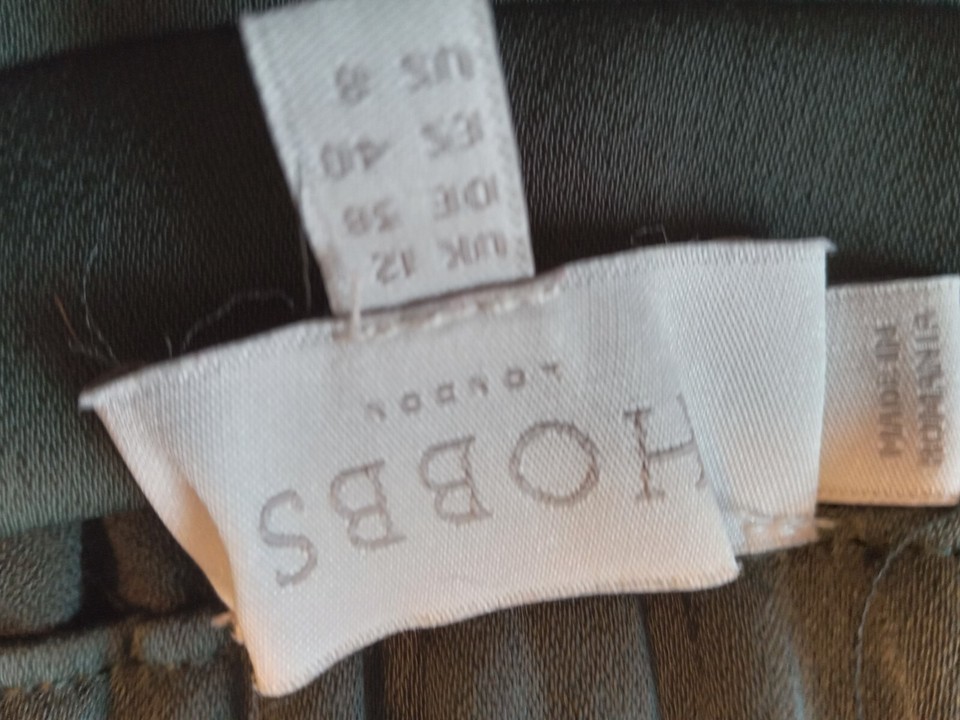 HOBBS
LONDON
UK 12
DE 38
ES 40
US 8
MADE IN
ROMANIA